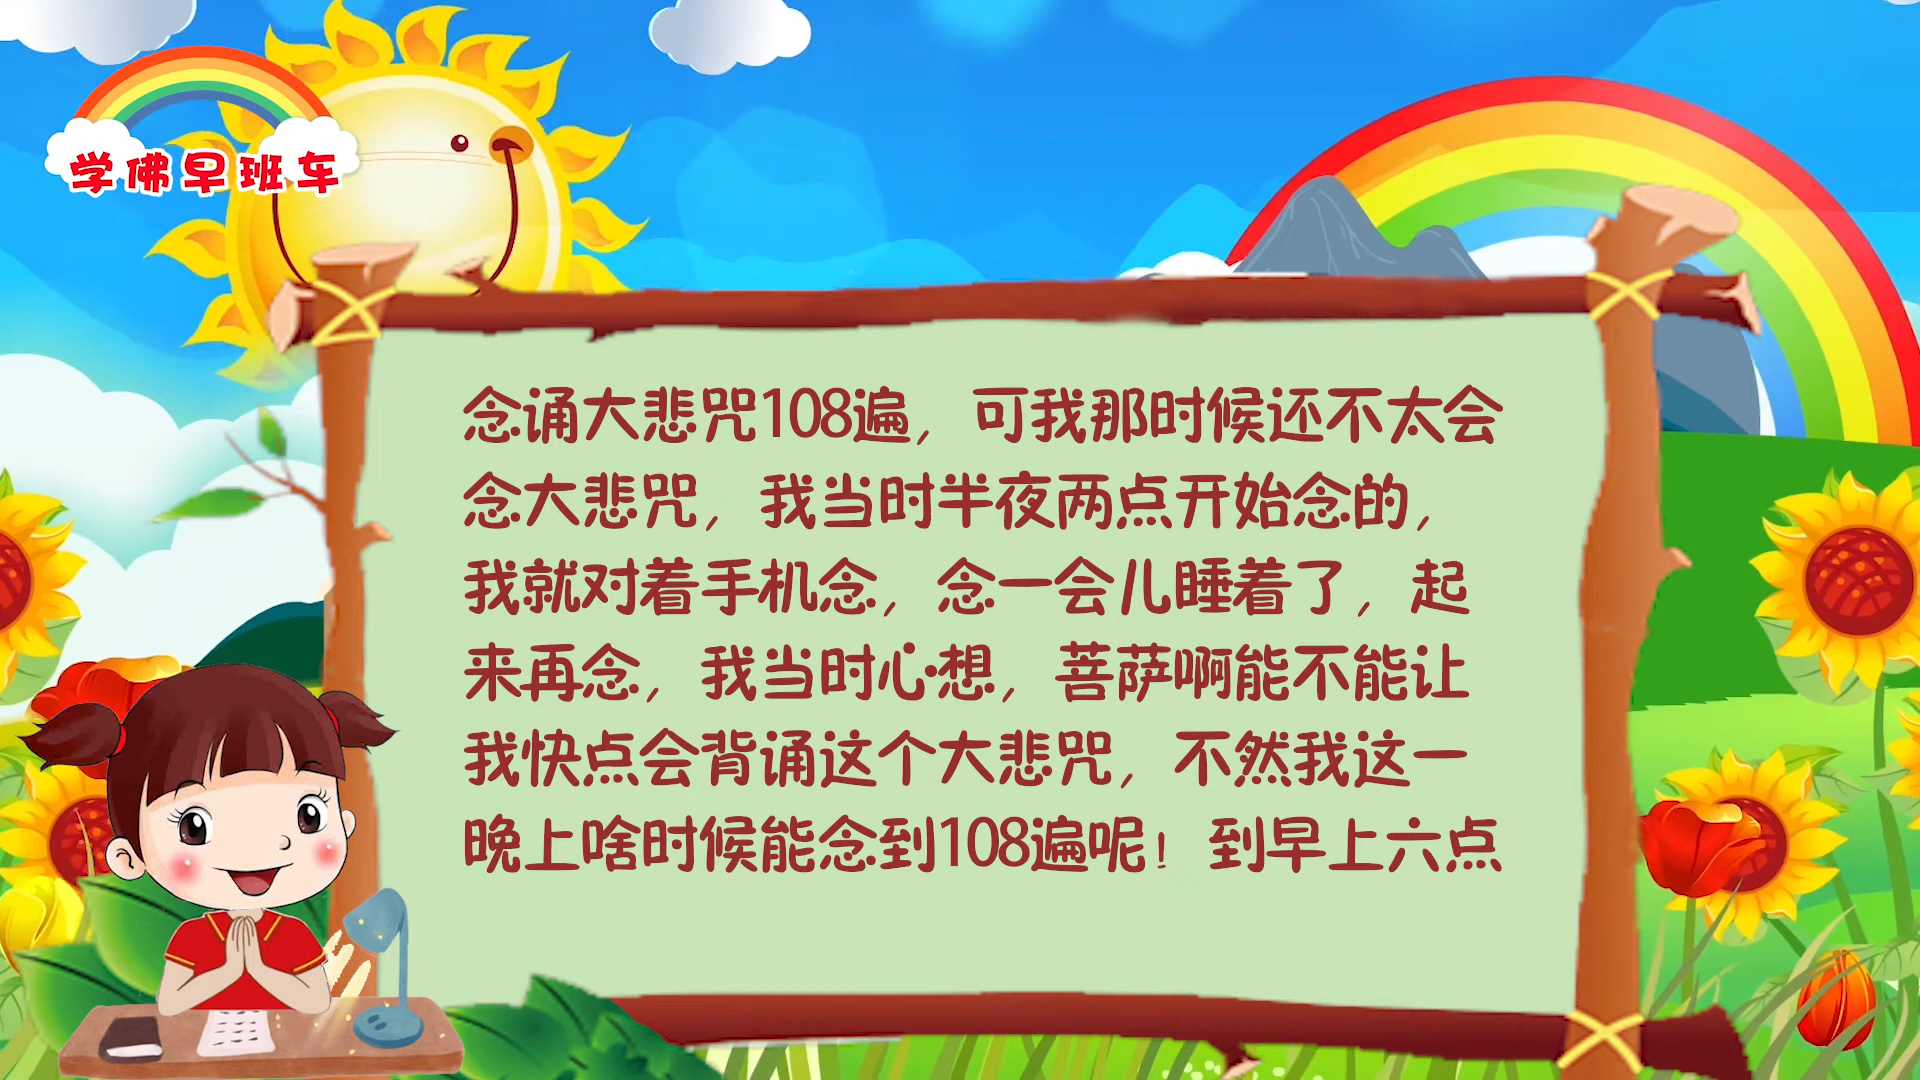 学佛早班车
念诵大悲咒108遍，可我那时候还不太会
念大悲咒，我当时半夜两点开始念的，
我就对着手机念，念一会儿睡着了，起
来再念，我当时心想，菩萨啊能不能让
我快点会背诵这个大悲咒，不然我这一
晚上啥时候能念到108遍呢！到早上六点